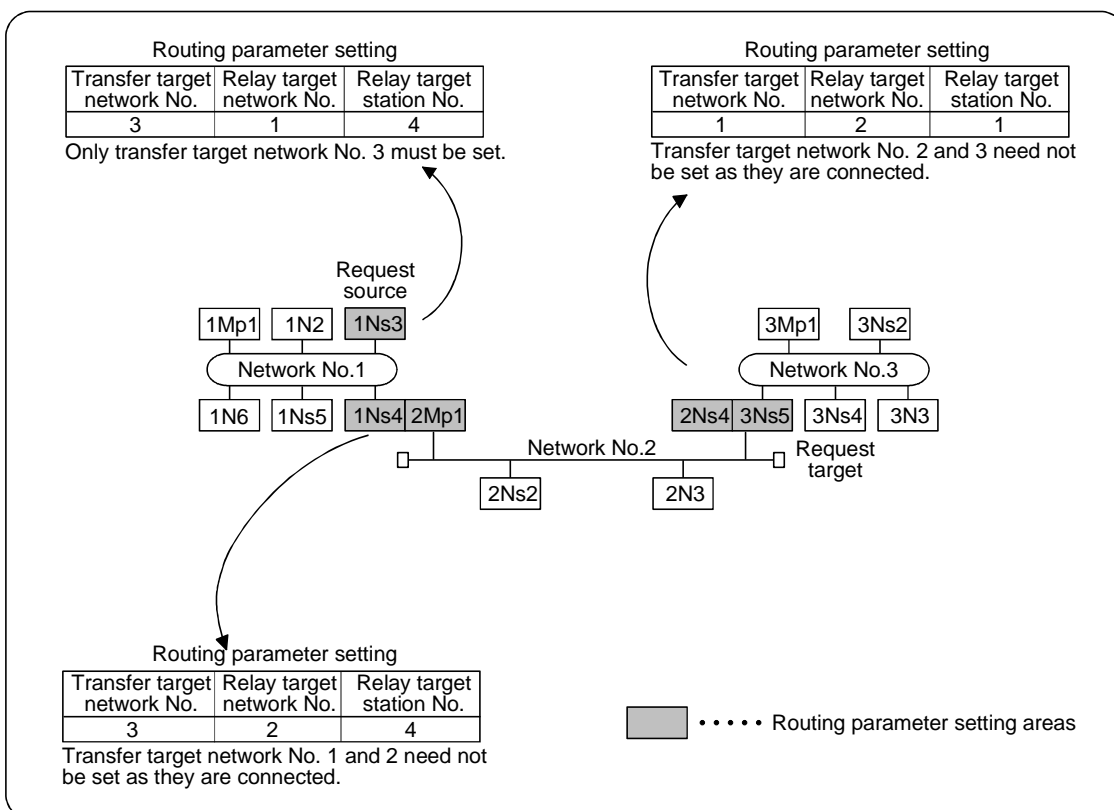 Routing parameter setting
Transfer target network No. Relay target network No. Relay target station No.
3 1 4
Only transfer target network No. 3 must be set.
Routing parameter setting
Transfer target network No. Relay target network No. Relay target station No.
1 2 1
Transfer target network No. 2 and 3 need not
be set as they are connected.
Request
source
1Mp1 1N2 1Ns3
Network No.1
1N6 1Ns5 1Ns4 2Mp1
3Mp1 3Ns2
Network No.3
2Ns4 3Ns5 3Ns4 3N3
Network No.2
Request
target
2Ns2 2N3
Routing parameter setting
Transfer target network No. Relay target network No. Relay target station No.
3 2 4
Transfer target network No. 1 and 2 need not
be set as they are connected.
Routing parameter setting areas